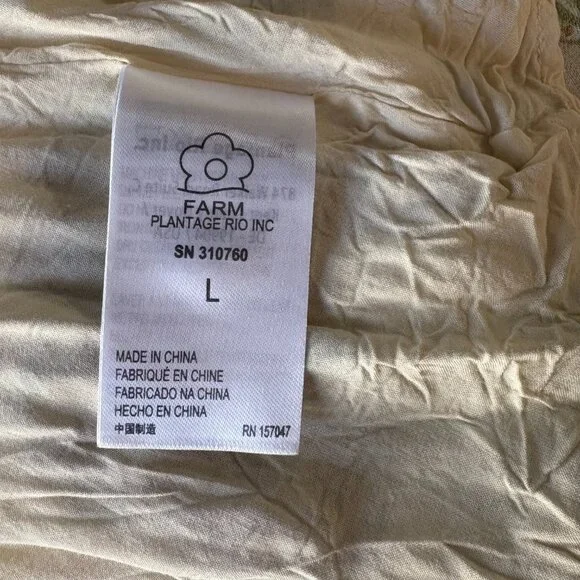 FARM
PLANTAGE RIO INC
SN 310760
L
MADE IN CHINA
FABRIQUÉ EN CHINE
FABRICADO NA CHINA
HECHO EN CHINA
中国制造
RN 157047